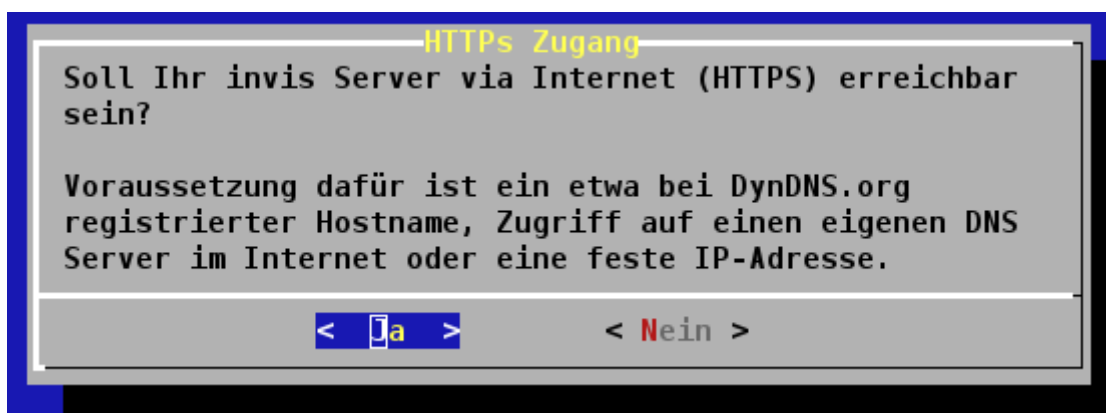 HTTPs Zugang
Soll Ihr invis Server via Internet (HTTPS) erreichbar
sein?
Voraussetzung dafür ist ein etwa bei DynDNS.org
registrierter Hostname, Zugriff auf einen eigenen DNS
Server im Internet oder eine feste IP-Adresse.
< Ja > < Nein >